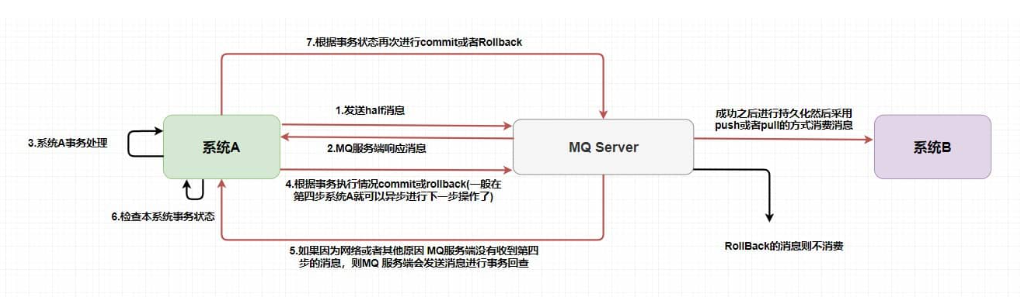 7.根据事务状态再次进行commit或者Rollback
1.发送half消息
成功之后进行持久化然后采用
push或者pull的方式消费消息
3.系统A事务处理
系统A
2.MQ服务端响应消息
MQ Server
系统B
4.根据事务执行情况commit或rollback(一般在
第四步系统A就可以异步进行下一步操作了)
6.检查本系统事务状态
5.如果因为网络或者其他原因 MQ服务端没有收到第四
步的消息，则MQ 服务端会发送消息进行事务回查
RollBack的消息则不消费